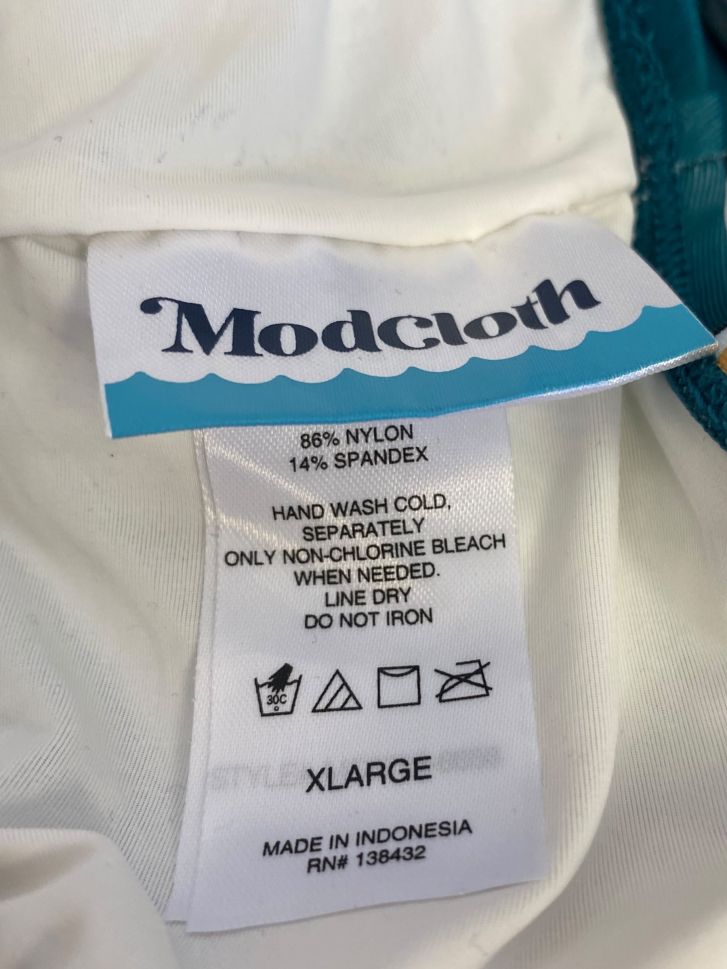 ModCloth
86% NYLON
14% SPANDEX
HAND WASH COLD,
SEPARATELY
ONLY NON-CHLORINE BLEACH
WHEN NEEDED.
LINE DRY
DO NOT IRON
30C
STYLE
XLARGE
MADE IN INDONESIA
RN# 138432